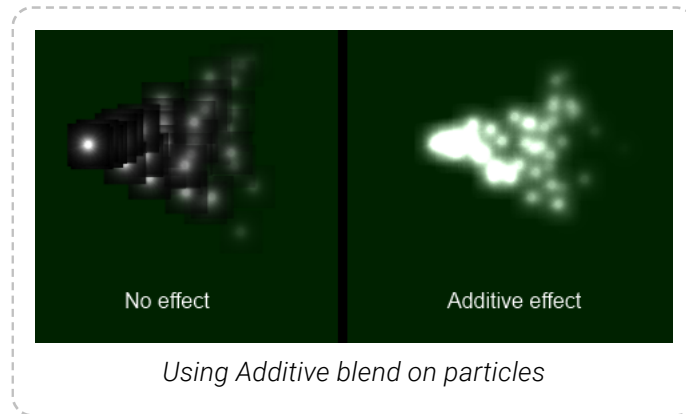 No effect
Additive effect
Using Additive blend on particles